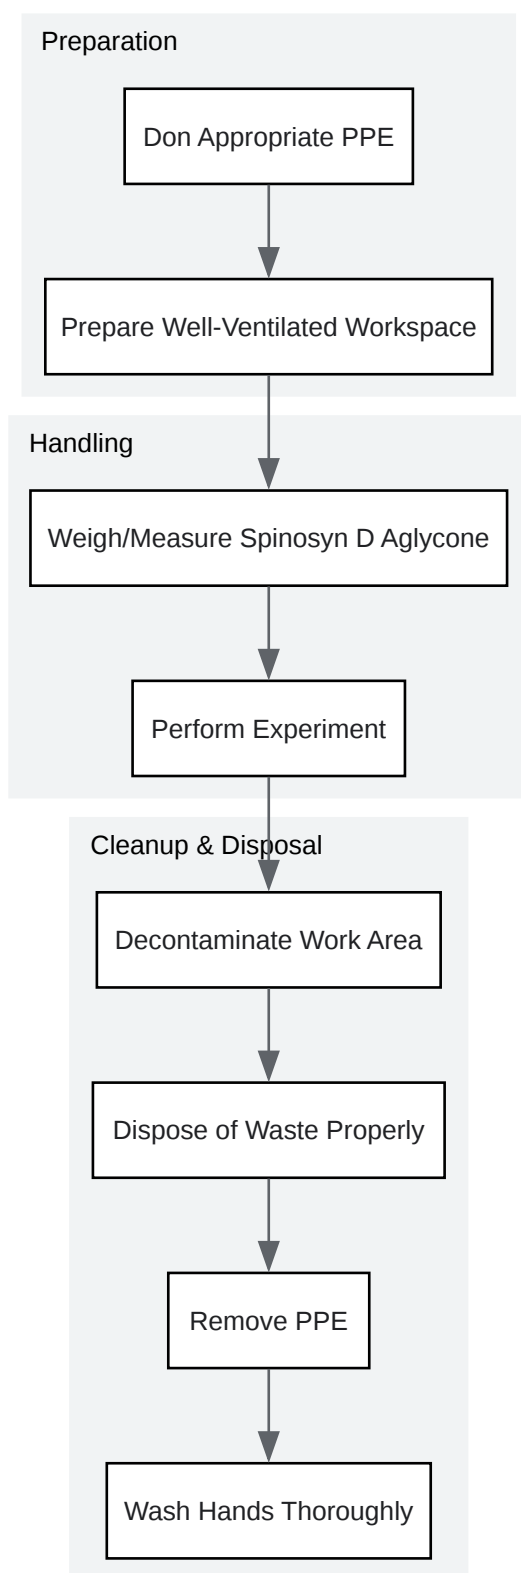 Preparation
Don Appropriate PPE
Prepare Well-Ventilated Workspace
Handling
Weigh/Measure Spinosyn D Aglycone
Perform Experiment
Cleanup & Disposal
Decontaminate Work Area
Dispose of Waste Properly
Remove PPE
Wash Hands Thoroughly